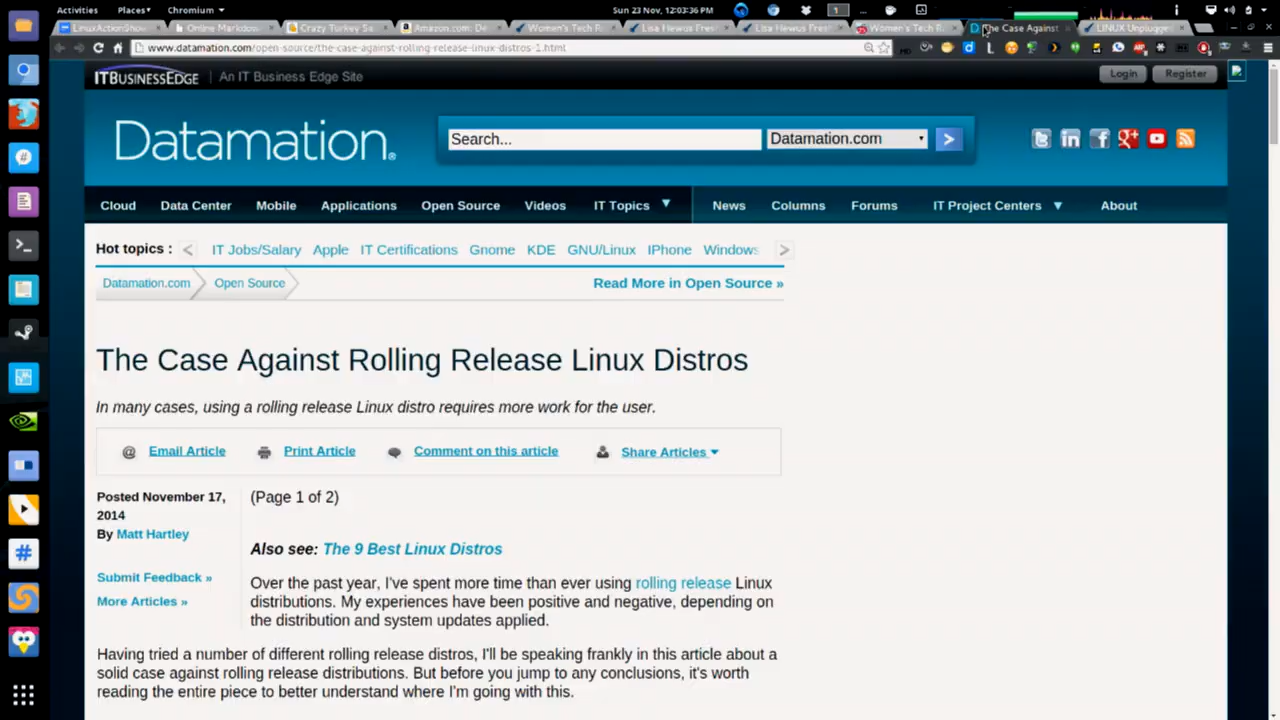 Activities Places Chromium Sun 23 Nov, 12:03:36 PM 1
LinuxActionShow Online Markdow Crazy Turkey Sa Amazon.com: De Women's Tech R Lisa Hewus Fres Lisa Hewus Fres Women's Tech R The Case Against LINUX Unplugge
www.datamation.com/open-source/the-case-against-rolling-release-linux-distros-1.html
ITBUSINESSEDGE An IT Business Edge Site Login Register
Datamation. Search... Datamation.com >
Cloud Data Center Mobile Applications Open Source Videos IT Topics News Columns Forums IT Project Centers About
Hot topics : < IT Jobs/Salary Apple IT Certifications Gnome KDE GNU/Linux IPhone Windows >
Datamation.com Open Source Read More in Open Source »
The Case Against Rolling Release Linux Distros
In many cases, using a rolling release Linux distro requires more work for the user.
@ Email Article Print Article Comment on this article Share Articles
Posted November 17,
2014
By Matt Hartley
Submit Feedback »
More Articles »
(Page 1 of 2)
Also see: The 9 Best Linux Distros
Over the past year, I've spent more time than ever using rolling release Linux
distributions. My experiences have been positive and negative, depending on
the distribution and system updates applied.
Having tried a number of different rolling release distros, I'll be speaking frankly in this article about a
solid case against rolling release distributions. But before you jump to any conclusions, it's worth
reading the entire piece to better understand where I'm going with this.